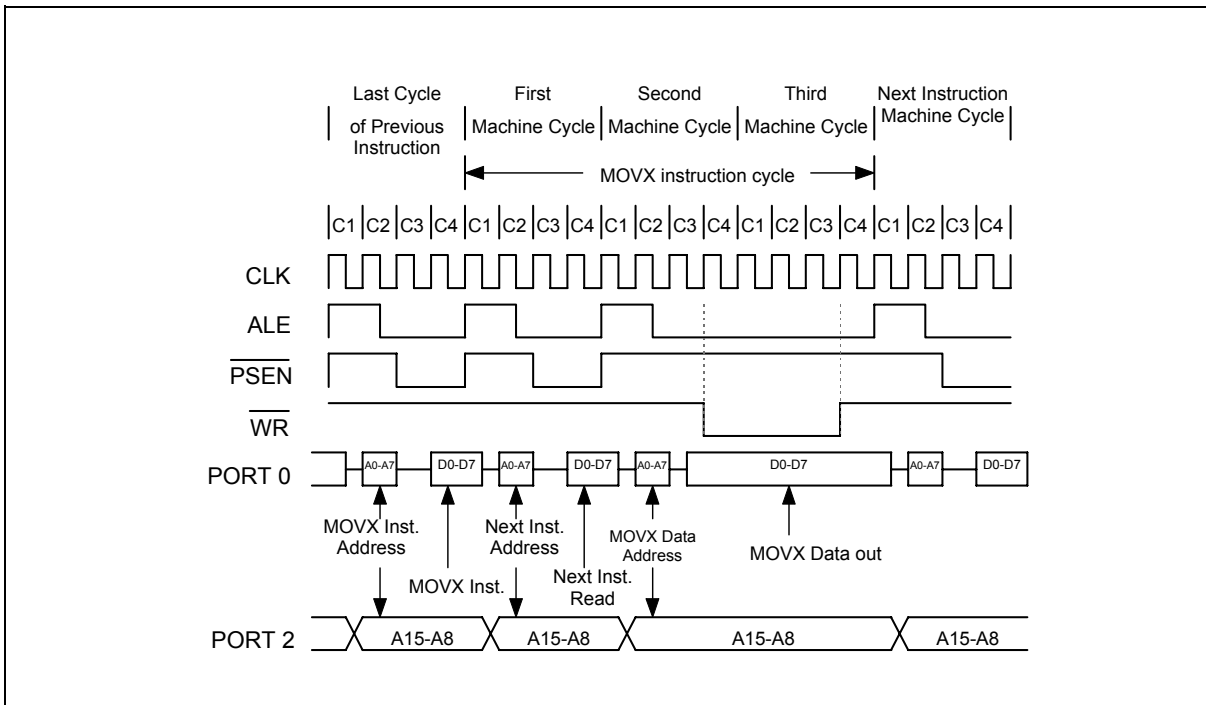 Last Cycle
of Previous
Instruction
First
Machine Cycle
Second
Machine Cycle
Third
Machine Cycle
Next Instruction
Machine Cycle
MOVX instruction cycle
C1 C2 C3 C4 C1 C2 C3 C4 C1 C2 C3 C4 C1 C2 C3 C4 C1 C2 C3 C4
CLK
ALE
PSEN
WR
PORT 0
A0-A7 D0-D7 A0-A7 D0-D7 A0-A7 D0-D7 A0-A7 D0-D7
MOVX Inst.
Address
MOVX Inst.
Next Inst.
Address
Next Inst.
Read
MOVX Data
Address
MOVX Data out
PORT 2
A15-A8 A15-A8 A15-A8 A15-A8